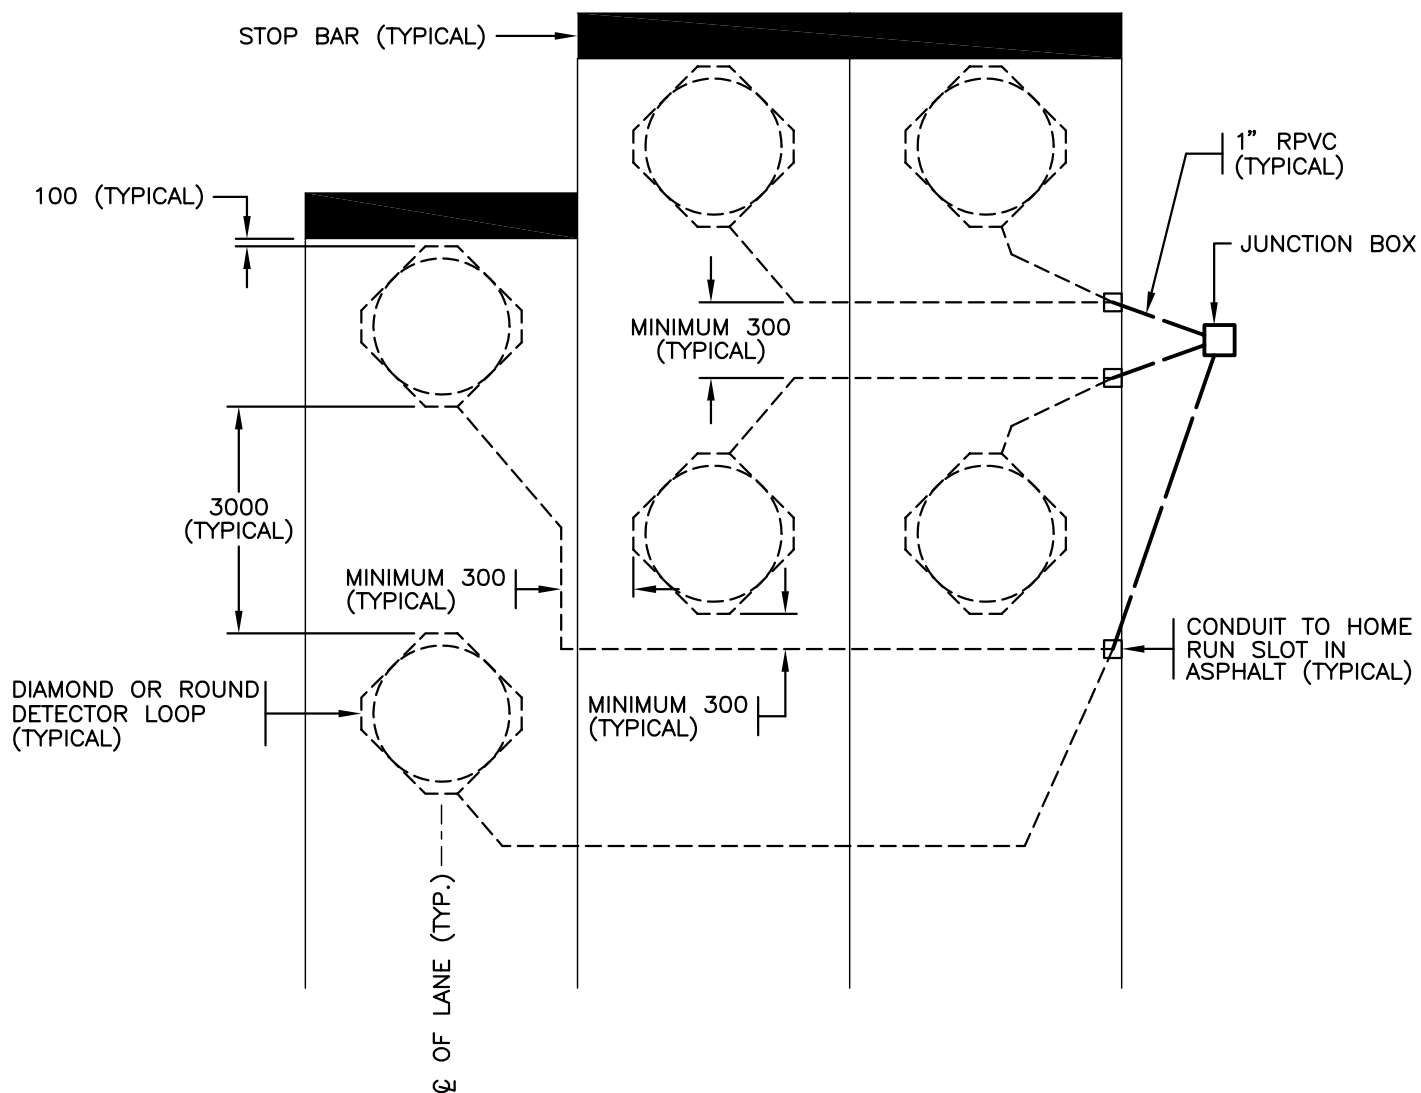 STOP BAR (TYPICAL)
1" RPVC
(TYPICAL)
100 (TYPICAL)
JUNCTION BOX
MINIMUM 300
(TYPICAL)
3000
(TYPICAL)
MINIMUM 300
(TYPICAL)
CONDUIT TO HOME
RUN SLOT IN
ASPHALT (TYPICAL)
DIAMOND OR ROUND
DETECTOR LOOP
(TYPICAL)
MINIMUM 300
(TYPICAL)
℄ OF LANE (TYP.)